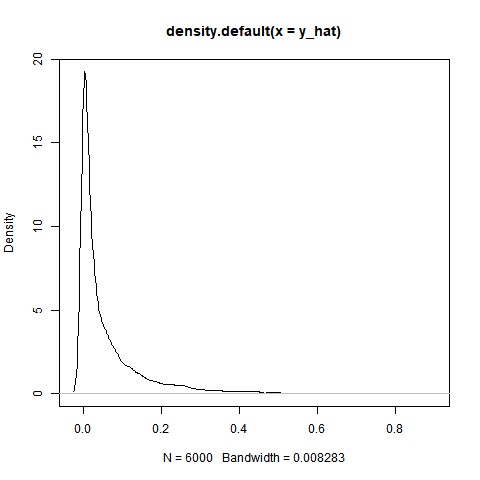 density.default(x = y_hat)
Density
20
15
10
5
0
0.0 0.2 0.4 0.6 0.8
N = 6000 Bandwidth = 0.008283